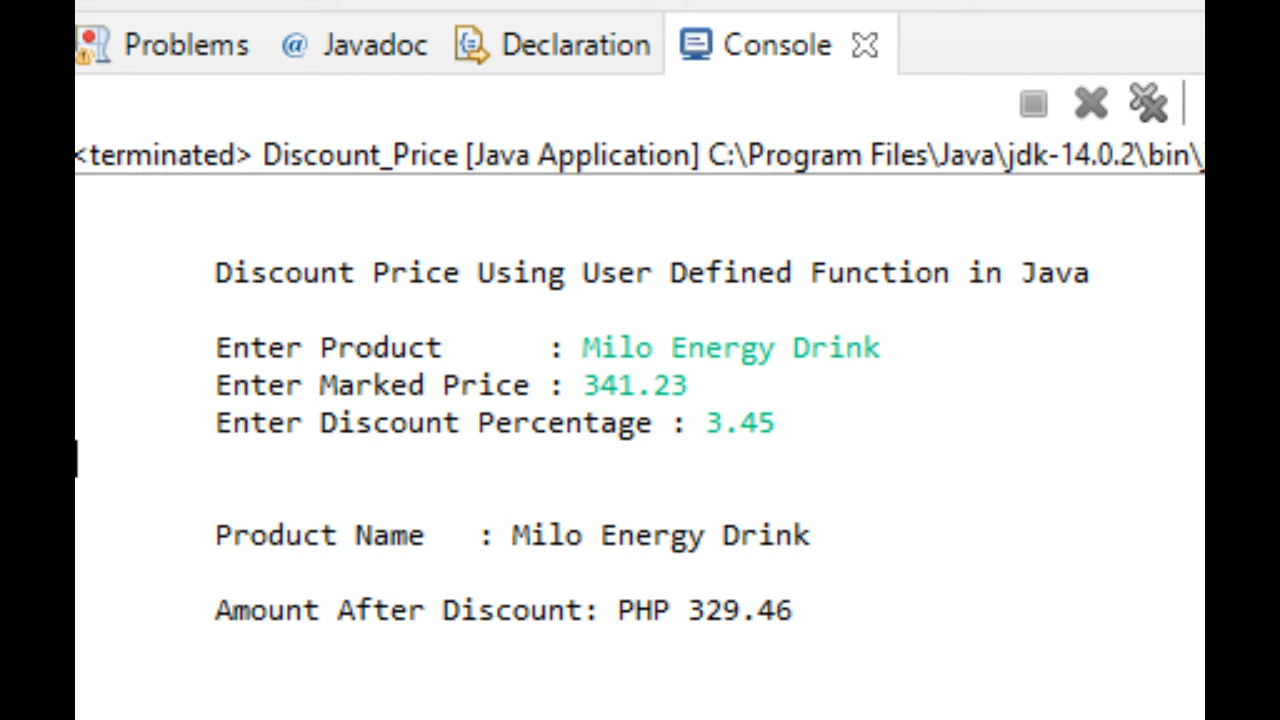 Problems @ Javadoc Declaration Console
<terminated> Discount_Price [Java Application] C:\Program Files\Java\jdk-14.0.2\bin\
Discount Price Using User Defined Function in Java
Enter Product : Milo Energy Drink
Enter Marked Price : 341.23
Enter Discount Percentage : 3.45
Product Name : Milo Energy Drink
Amount After Discount: PHP 329.46